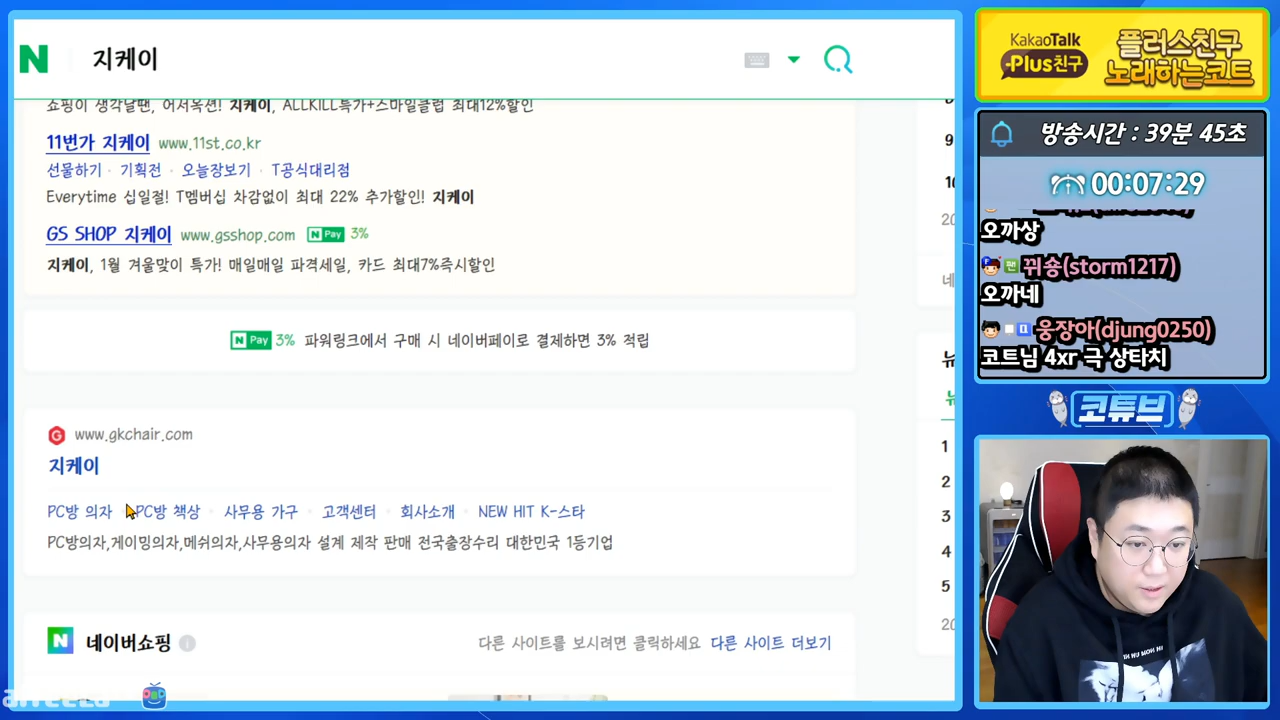 N 지케이
쇼핑이 생각날땐, 어서옥션! 지케이, ALLKILL특가+스마일클럽 최대12%할인
11번가 지케이 www.11st.co.kr
선물하기 · 기획전 · 오늘장보기 · T공식대리점
Everytime 십일절! T멤버십 차감없이 최대 22% 추가할인! 지케이
GS SHOP 지케이 www.gsshop.com N Pay 3%
지케이, 1월 겨울맞이 특가! 매일매일 파격세일, 카드 최대7%즉시할인
N Pay 3% 파워링크에서 구매 시 네이버페이로 결제하면 3% 적립
G www.gkchair.com
지케이
PC방 의자 · PC방 책상 · 사무용 가구 · 고객센터 · 회사소개 · NEW HIT K-스타
PC방의자,게이밍의자,메쉬의자,사무용의자 설계 제작 판매 전국출장수리 대한민국 1등기업
N 네이버쇼핑 i 다른 사이트를 보시려면 클릭하세요 다른 사이트 더보기
9
10
20
네
뉴
뉴
1
2
3
4
5
20
KakaoTalk
Plus친구
플러스친구
노래하는코트
방송시간 : 39분 45초
00:07:29
오까상
뀌숑(storm1217)
오까네
웅장아(djung0250)
코트님 4xr 극 상타치
코튜브
afreeca